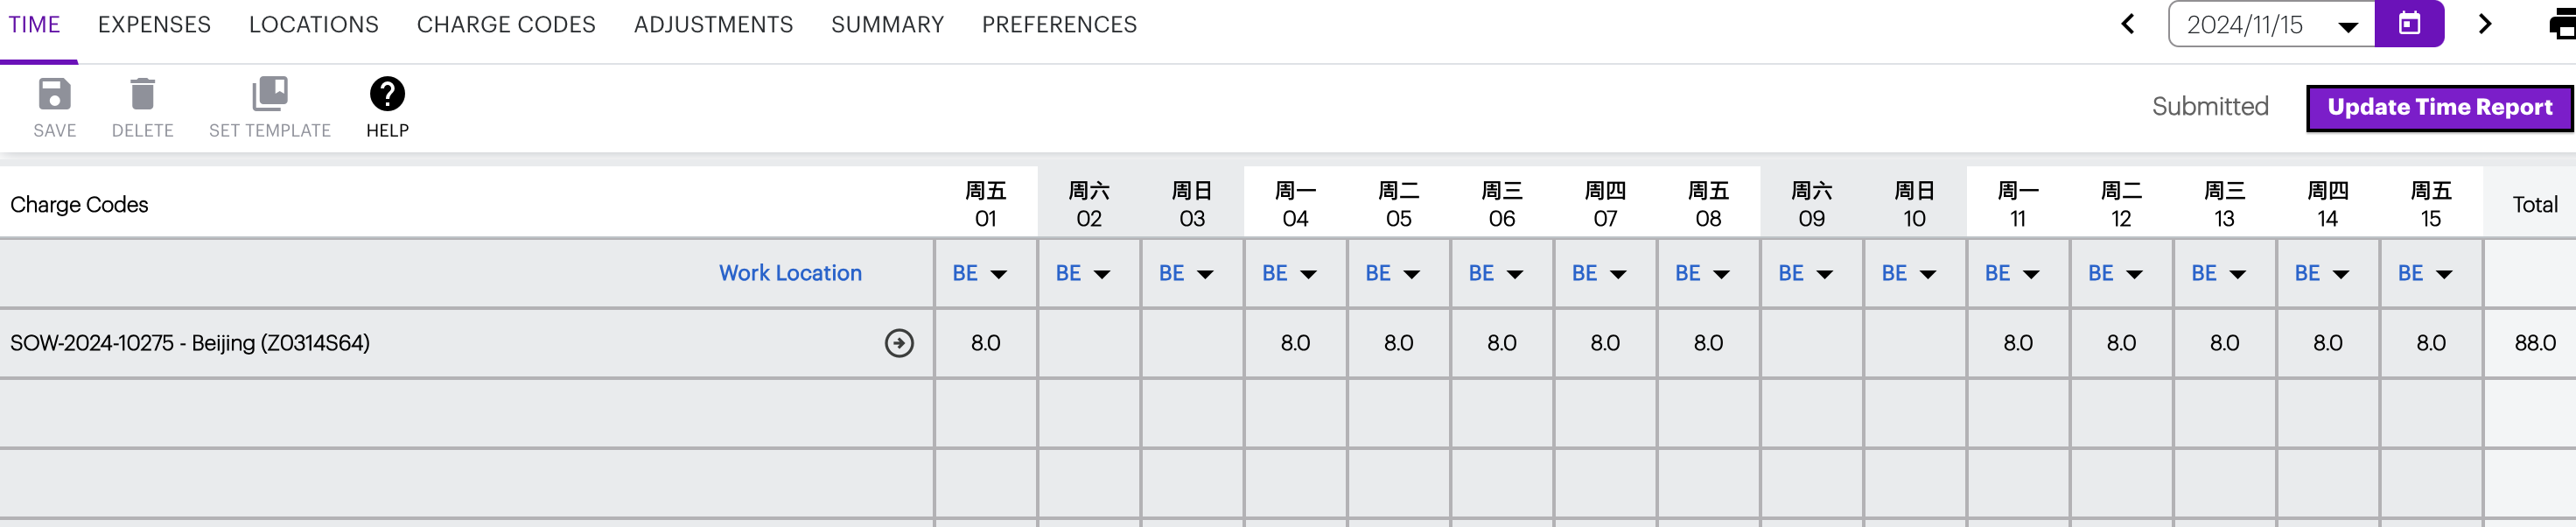 TIME EXPENSES LOCATIONS CHARGE CODES ADJUSTMENTS SUMMARY PREFERENCES 2024/11/15
SAVE DELETE SET TEMPLATE HELP Submitted Update Time Report
Charge Codes 周五 01 周六 02 周日 03 周一 04 周二 05 周三 06 周四 07 周五 08 周六 09 周日 10 周一 11 周二 12 周三 13 周四 14 周五 15 Total
Work Location BE BE BE BE BE BE BE BE BE BE BE BE BE BE BE
SOW-2024-10275 - Beijing (Z0314S64) 8.0 8.0 8.0 8.0 8.0 8.0 8.0 8.0 8.0 8.0 8.0 88.0